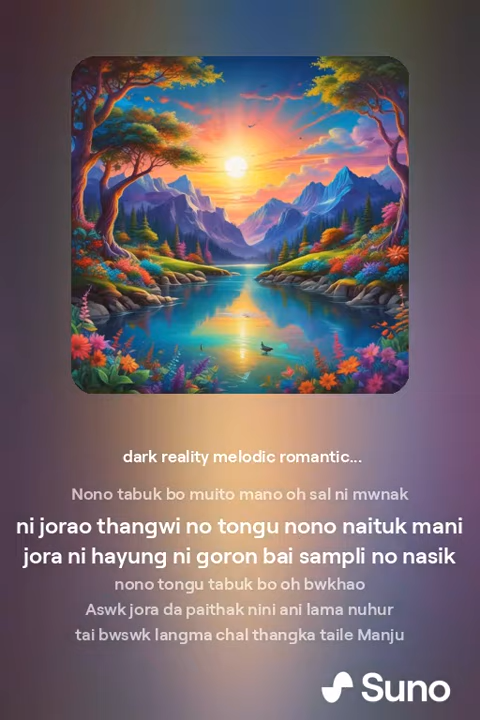 dark reality melodic romantic...
Nono tabuk bo muito mano oh sal ni mwnak
ni jorao thangwi no tongu nono naituk mani
jora ni hayung ni goron bai sampli no nasik
nono tongu tabuk bo oh bwkhao
Aswk jora da paithak nini ani lama nuhur
tai bwswk langma chal thangka taile Manju
Suno